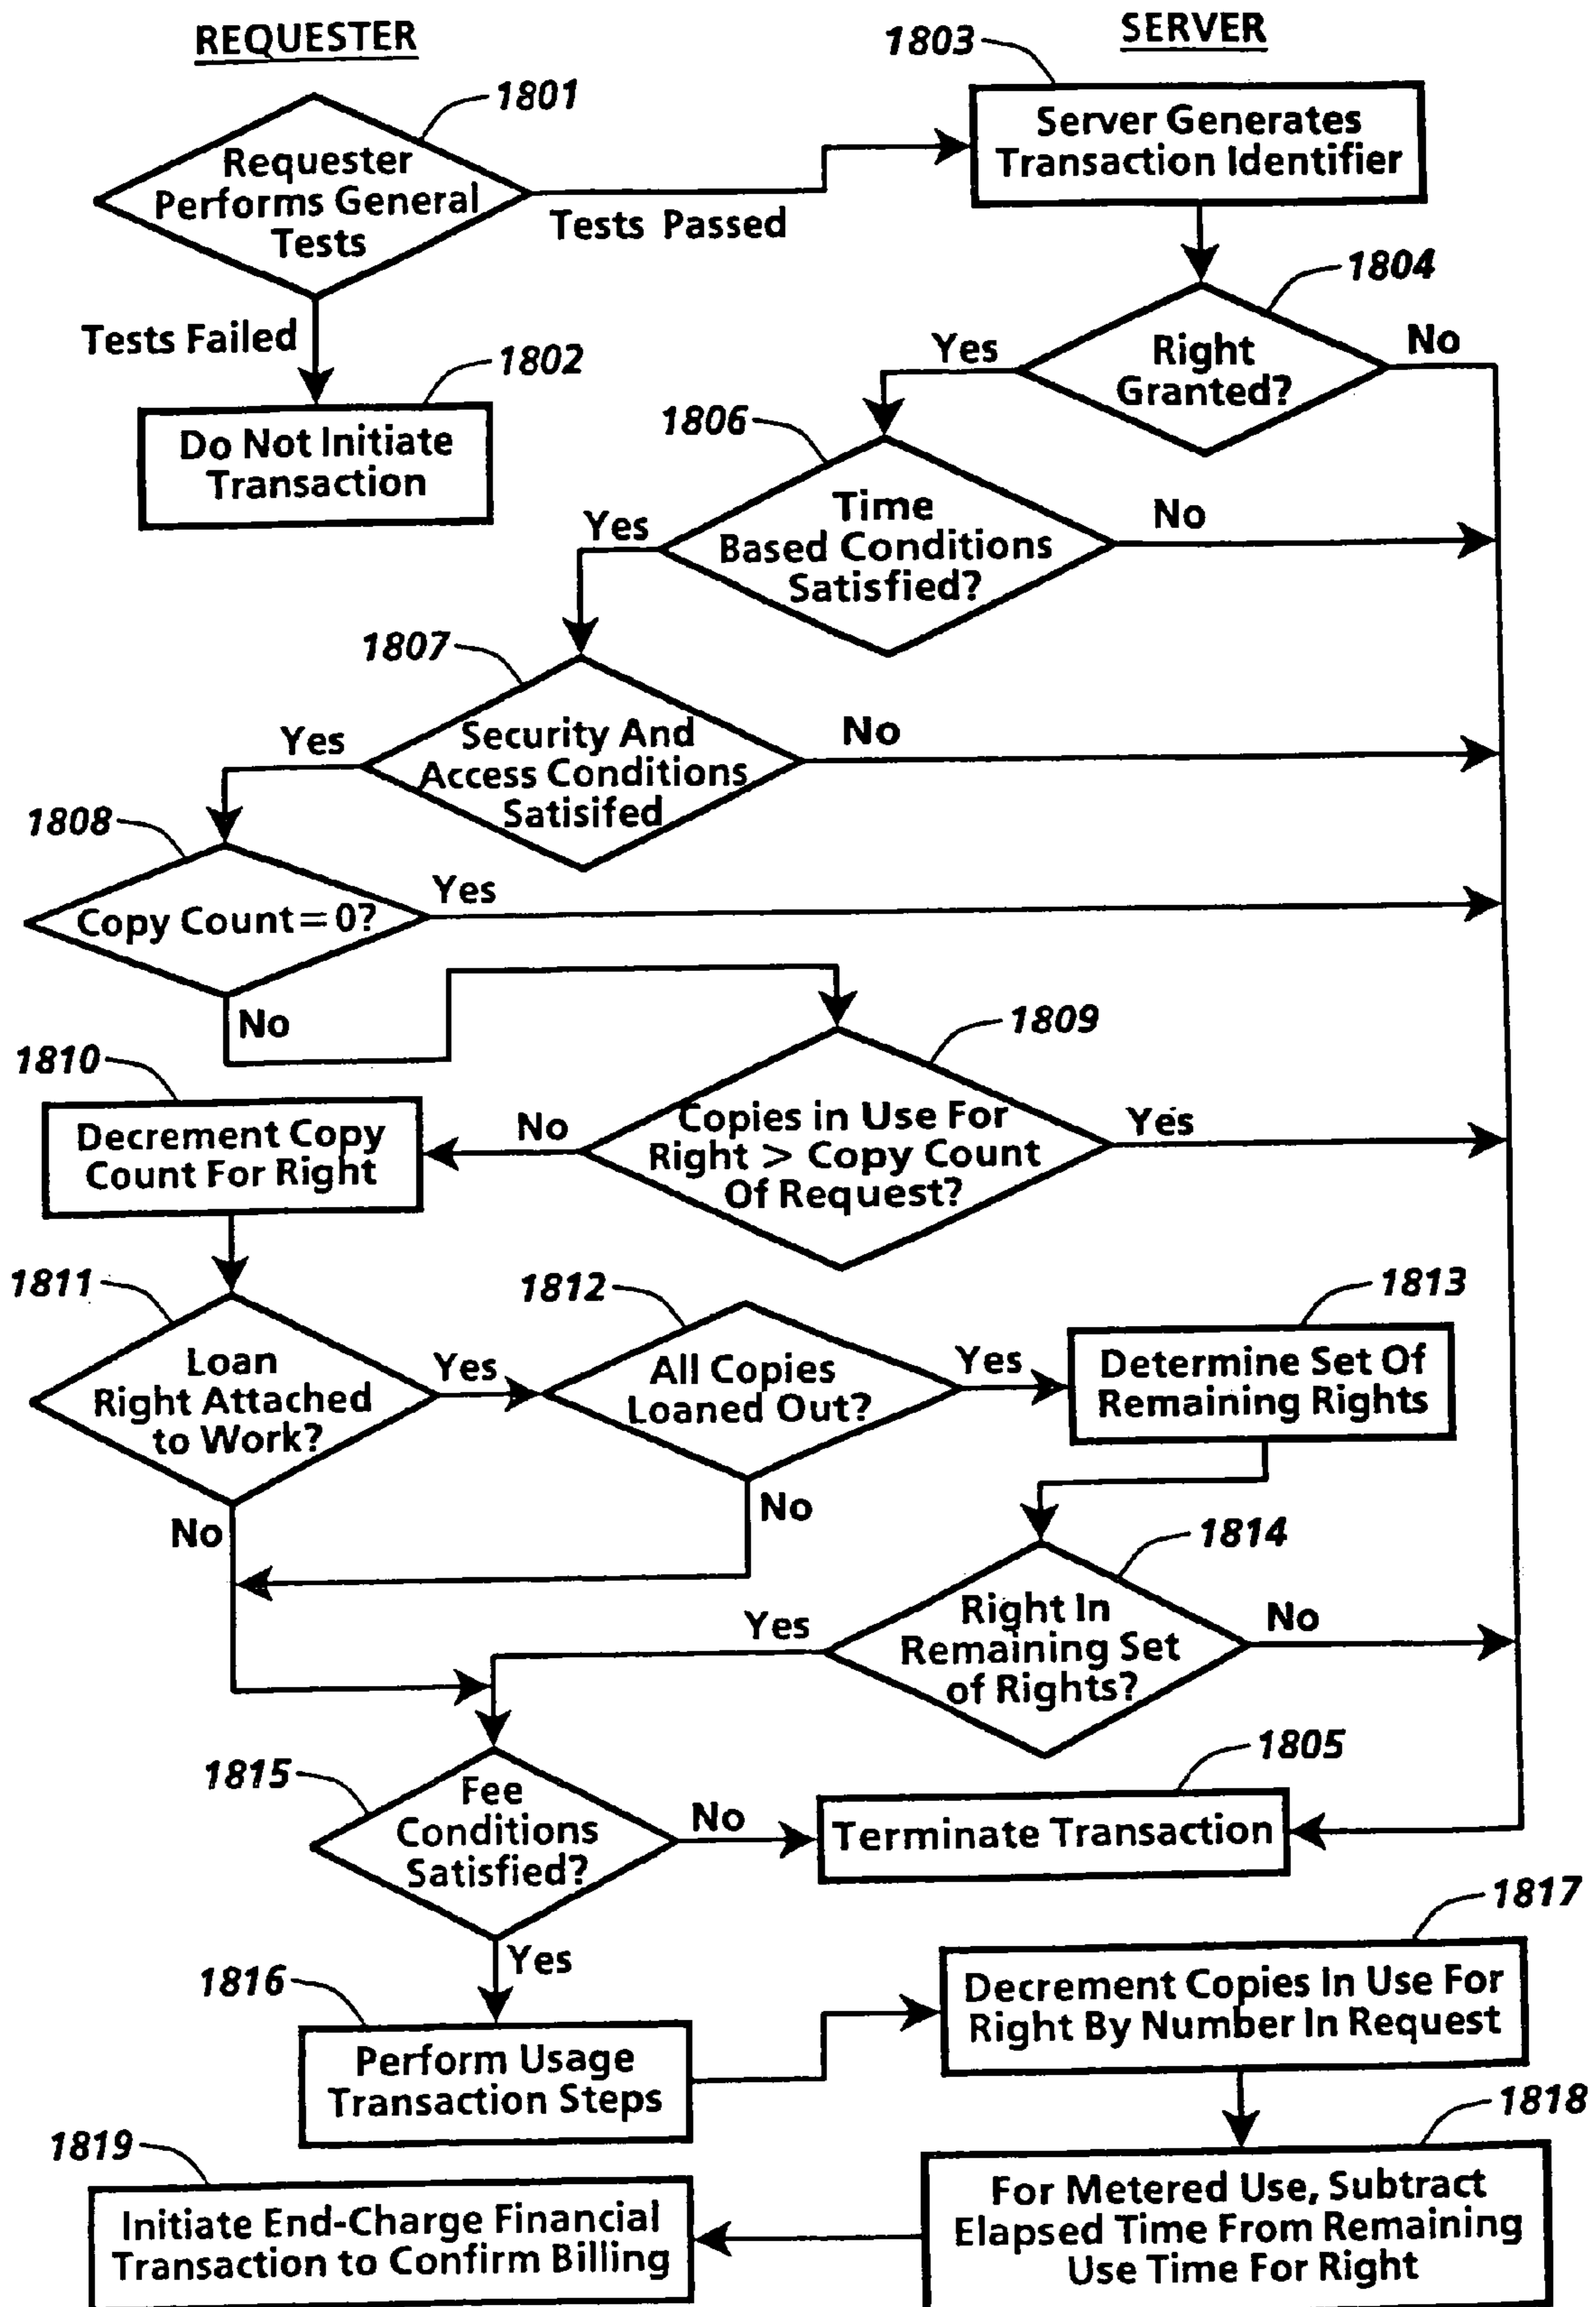 REQUESTER
SERVER
1803
1801
Server Generates
Transaction Identifier
Requester
Performs General
Tests
Tests Passed
1804
Tests Failed
1802
Yes
Right
Granted?
No
1806
Do Not Initiate
Transaction
Time
Based Conditions
Satisfied?
Yes
No
1807
Yes
Security And
Access Conditions
Satisifed
No
1808
Copy Count = 0?
Yes
No
1809
1810
Decrement Copy
Count For Right
No
Copies in Use For
Right > Copy Count
Of Request?
Yes
1811
1812
1813
Loan
Right Attached
to Work?
Yes
All Copies
Loaned Out?
Yes
Determine Set Of
Remaining Rights
No
No
1814
Yes
Right In
Remaining Set
of Rights?
No
1805
1815
Fee
Conditions
Satisfied?
No
Terminate Transaction
1817
Yes
1816
Decrement Copies In Use For
Right By Number In Request
Perform Usage
Transaction Steps
1818
1819
For Metered Use, Subtract
Elapsed Time From Remaining
Use Time For Right
Initiate End-Charge Financial
Transaction to Confirm Billing